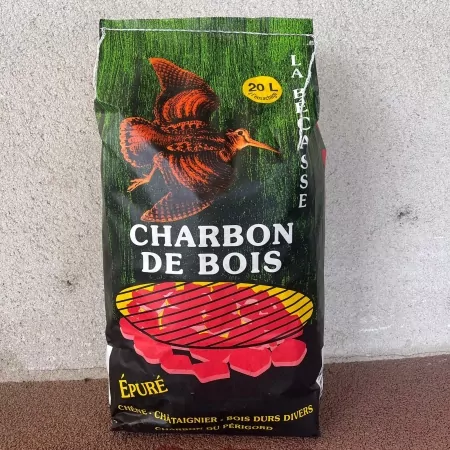 20 L
LA BÉCASSE
CHARBON
DE BOIS
ÉPURÉ
CHÊNE - CHÂTAIGNIER - BOIS DURS DIVERS
CHARBON DU PÉRIGORD